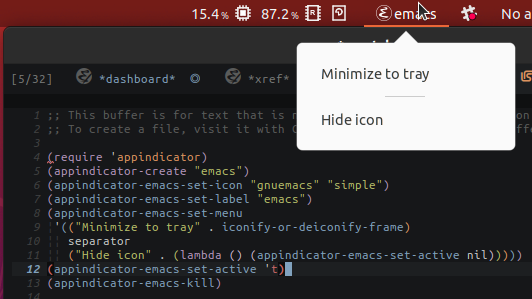 15.4% 87.2% R emacs No a
Minimize to tray
Hide icon
[5/32] *dashboard* *xref*
1 ;; This buffer for text that is n
2 ;; To create a file, visit it with C
3
4 (require 'appindicator)
5 (appindicator-create "emacs")
6 (appindicator-emacs-set-icon "gnuemacs" "simple")
7 (appindicator-emacs-set-label "emacs")
8 (appindicator-emacs-set-menu
9 '(("Minimize to tray" . iconify-or-deiconify-frame)
10 separator
11 ("Hide icon" . (lambda () (appindicator-emacs-set-active nil)))))
12 (appindicator-emacs-set-active 't)
13 (appindicator-emacs-kill)